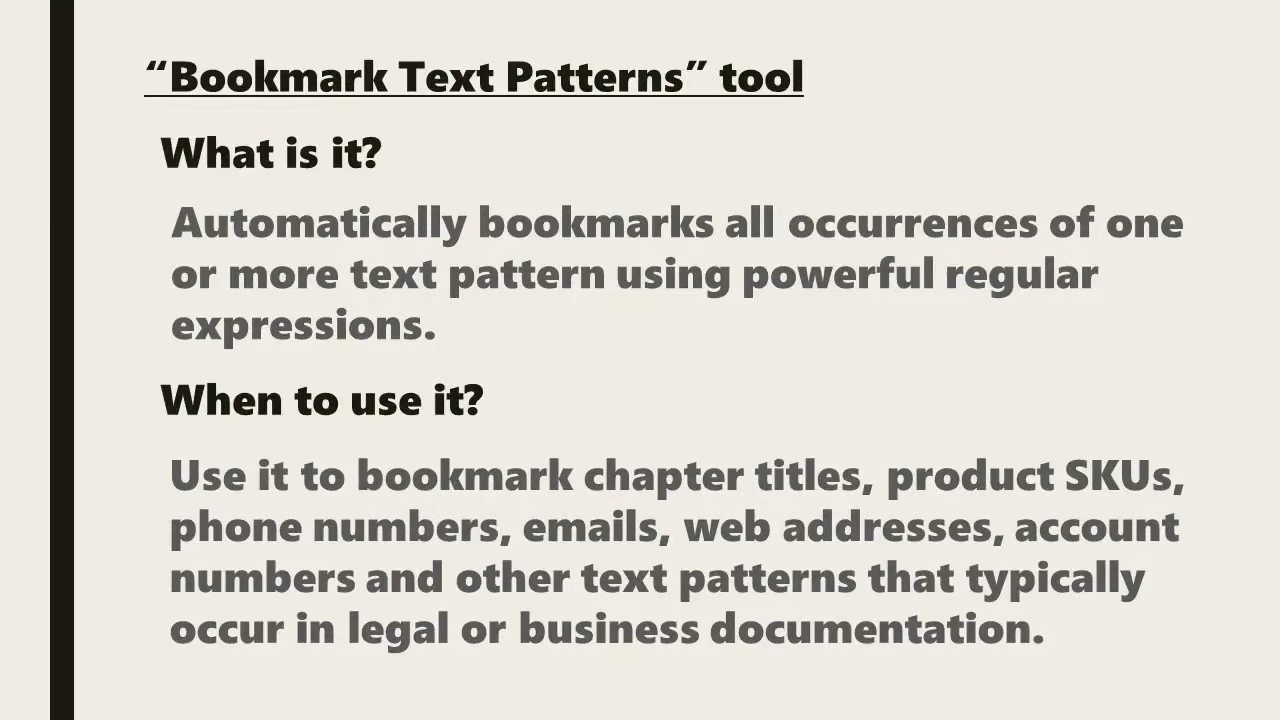 “Bookmark Text Patterns” tool
What is it?
Automatically bookmarks all occurrences of one
or more text pattern using powerful regular
expressions.
When to use it?
Use it to bookmark chapter titles, product SKUs,
phone numbers, emails, web addresses, account
numbers and other text patterns that typically
occur in legal or business documentation.